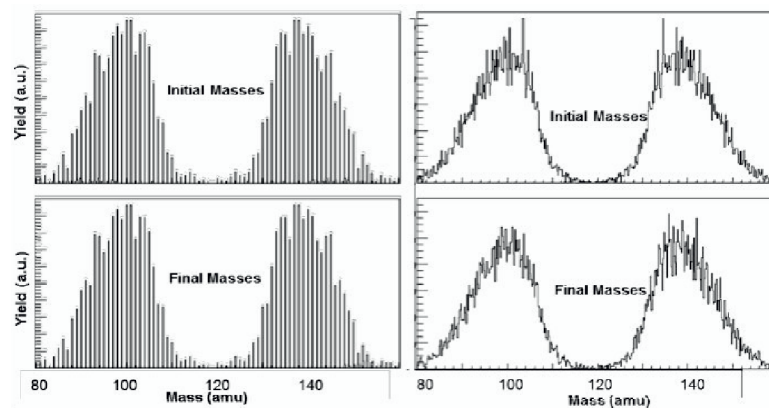 Yield (a.u.)
Initial Masses
Initial Masses
Yield (a.u.)
Final Masses
Final Masses
80 100 120 140
80 100 120 140
Mass (amu)
Mass (amu)